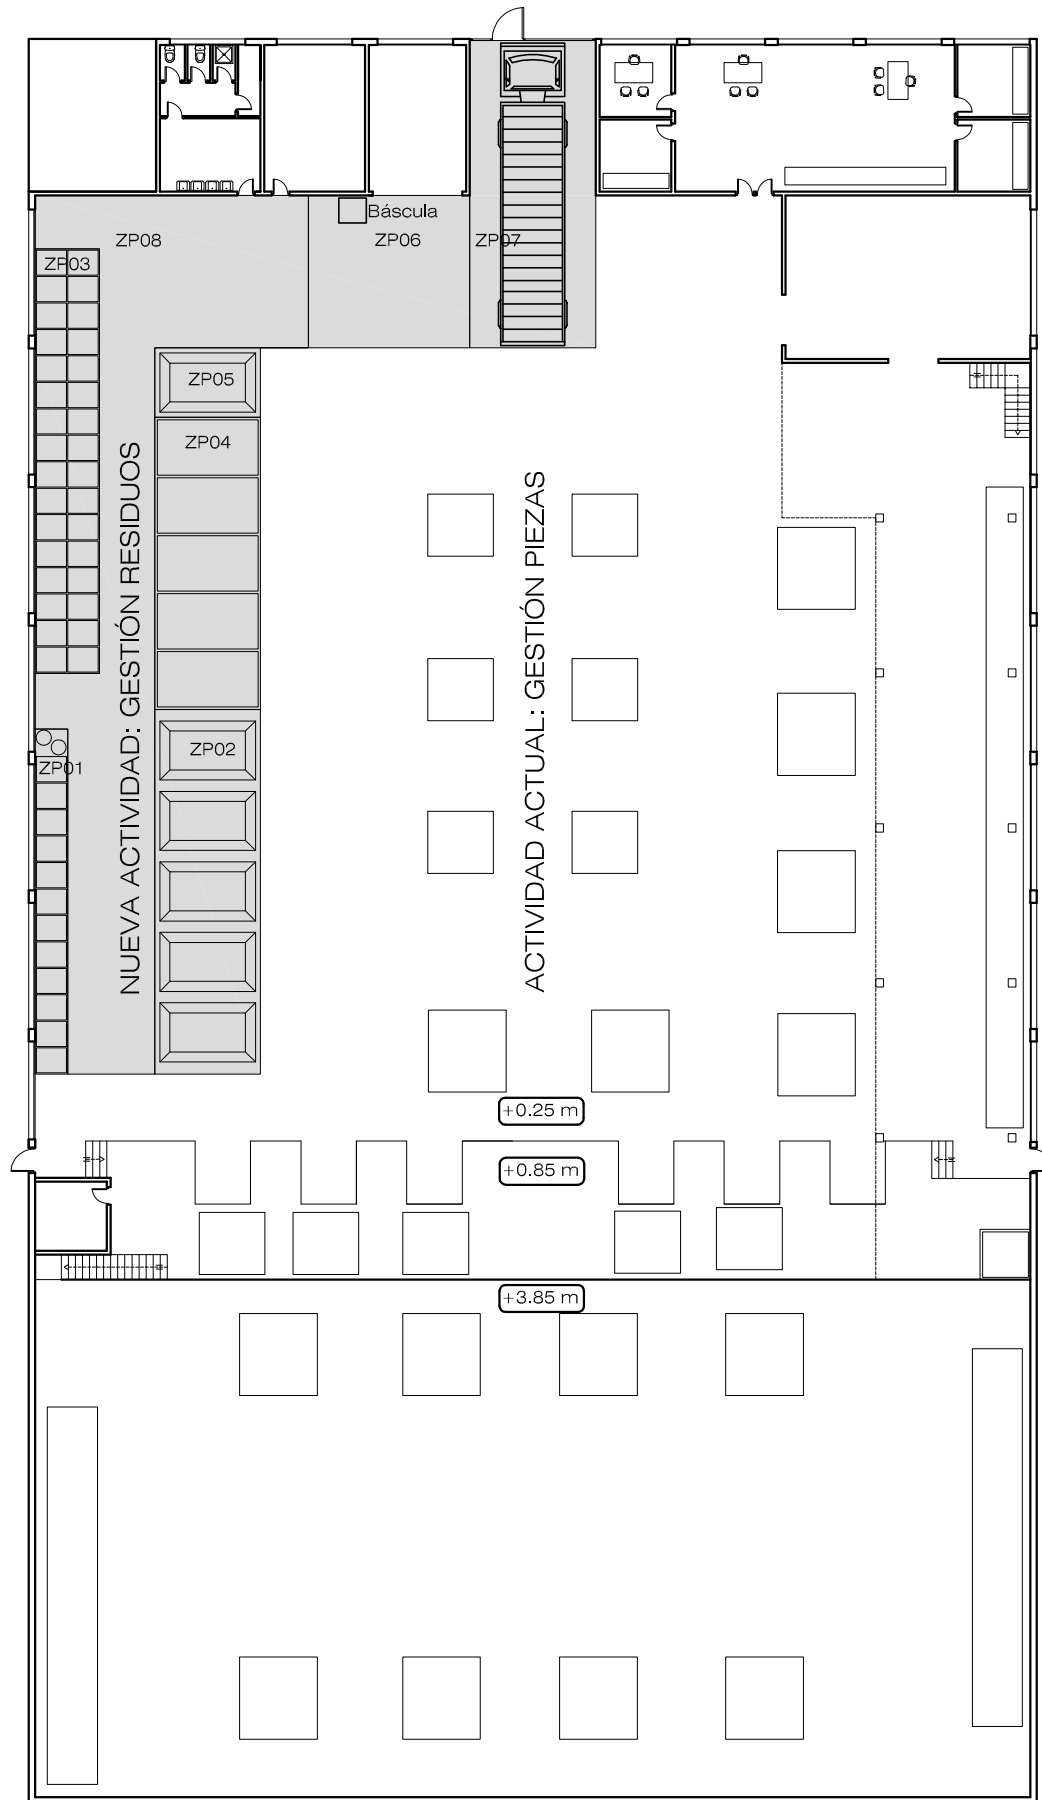 Báscula
ZP08
ZP06
ZP07
ZP03
ZP05
ZP04
NUEVA ACTIVIDAD: GESTIÓN RESIDUOS
ACTIVIDAD ACTUAL: GESTIÓN PIEZAS
ZP02
ZP01
+0.25 m
+0.85 m
+3.85 m